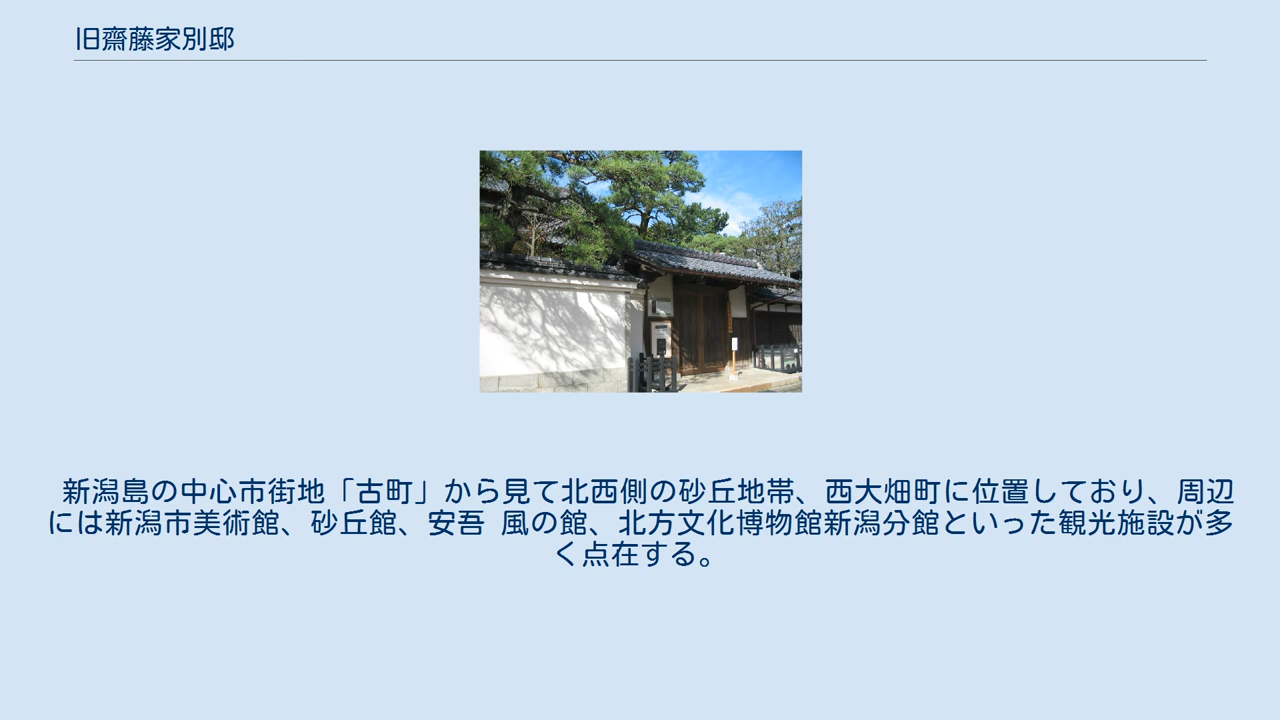 旧齋藤家別邸
新潟島の中心市街地「古町」から見て北西側の砂丘地帯、西大畑町に位置しており、周辺
には新潟市美術館、砂丘館、安吾 風の館、北方文化博物館新潟分館といった観光施設が多
く点在する。